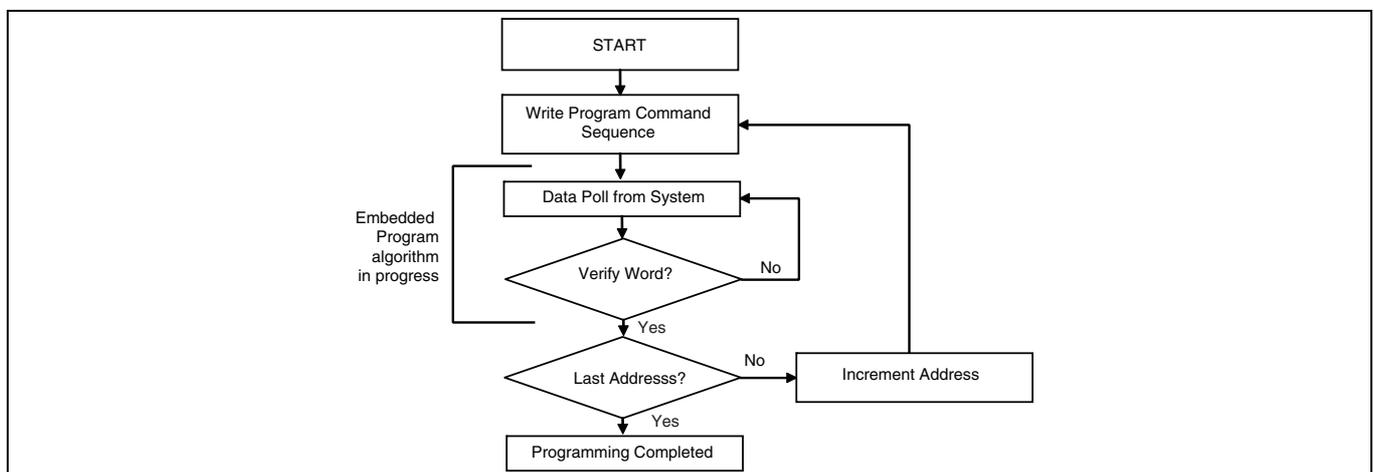 START
Write Program Command
Sequence
Data Poll from System
Embedded
Program
algorithm
in progress
Verify Word?
No
Yes
Last Addresss?
No
Increment Address
Yes
Programming Completed